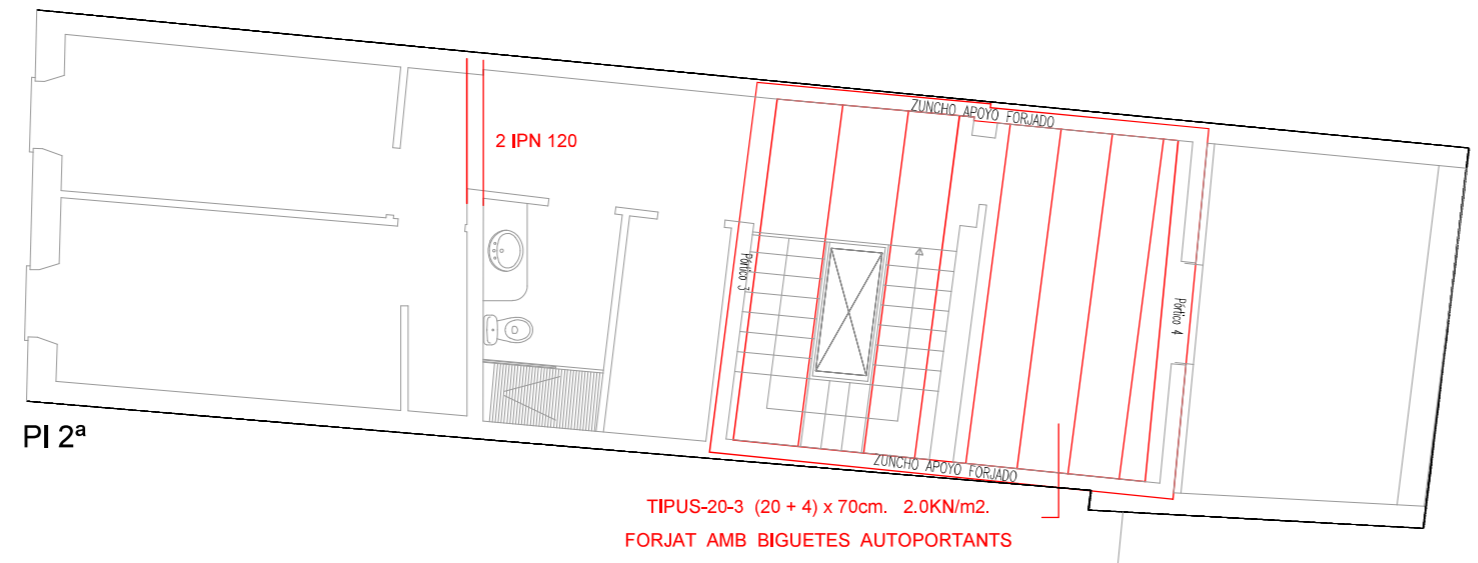 ZUNCHO APOYO FORJADO
2 IPN 120
Pórtico 3
Pórtico 4
Pl 2ª
ZUNCHO APOYO FORJADO
TIPUS-20-3 (20 + 4) x 70cm. 2.0KN/m2.
FORJAT AMB BIGUETES AUTOPORTANTS